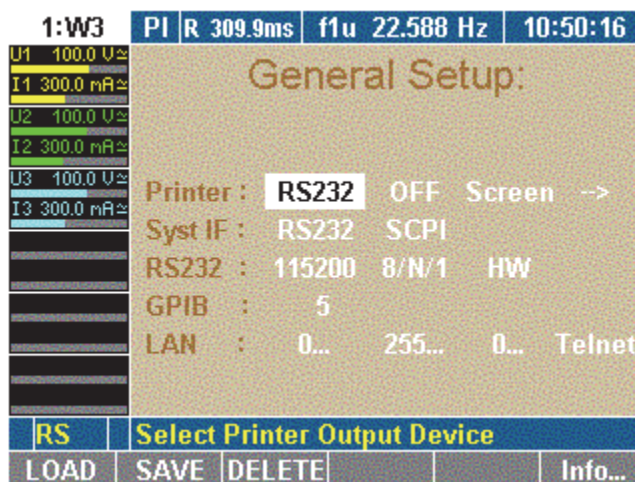 1:W3 PI R 309.9ms f1u 22.588 Hz 10:50:16
U1 100.0 V≃
I1 300.0 mA≃
U2 100.0 V≃
I2 300.0 mA≃
U3 100.0 V≃
I3 300.0 mA≃
General Setup:
Printer : RS232 OFF Screen -->
Syst IF : RS232 SCPI
RS232 : 115200 8/N/1 HW
GPIB : 5
LAN : 0... 255... 0... Telnet
RS Select Printer Output Device
LOAD SAVE DELETE Info...